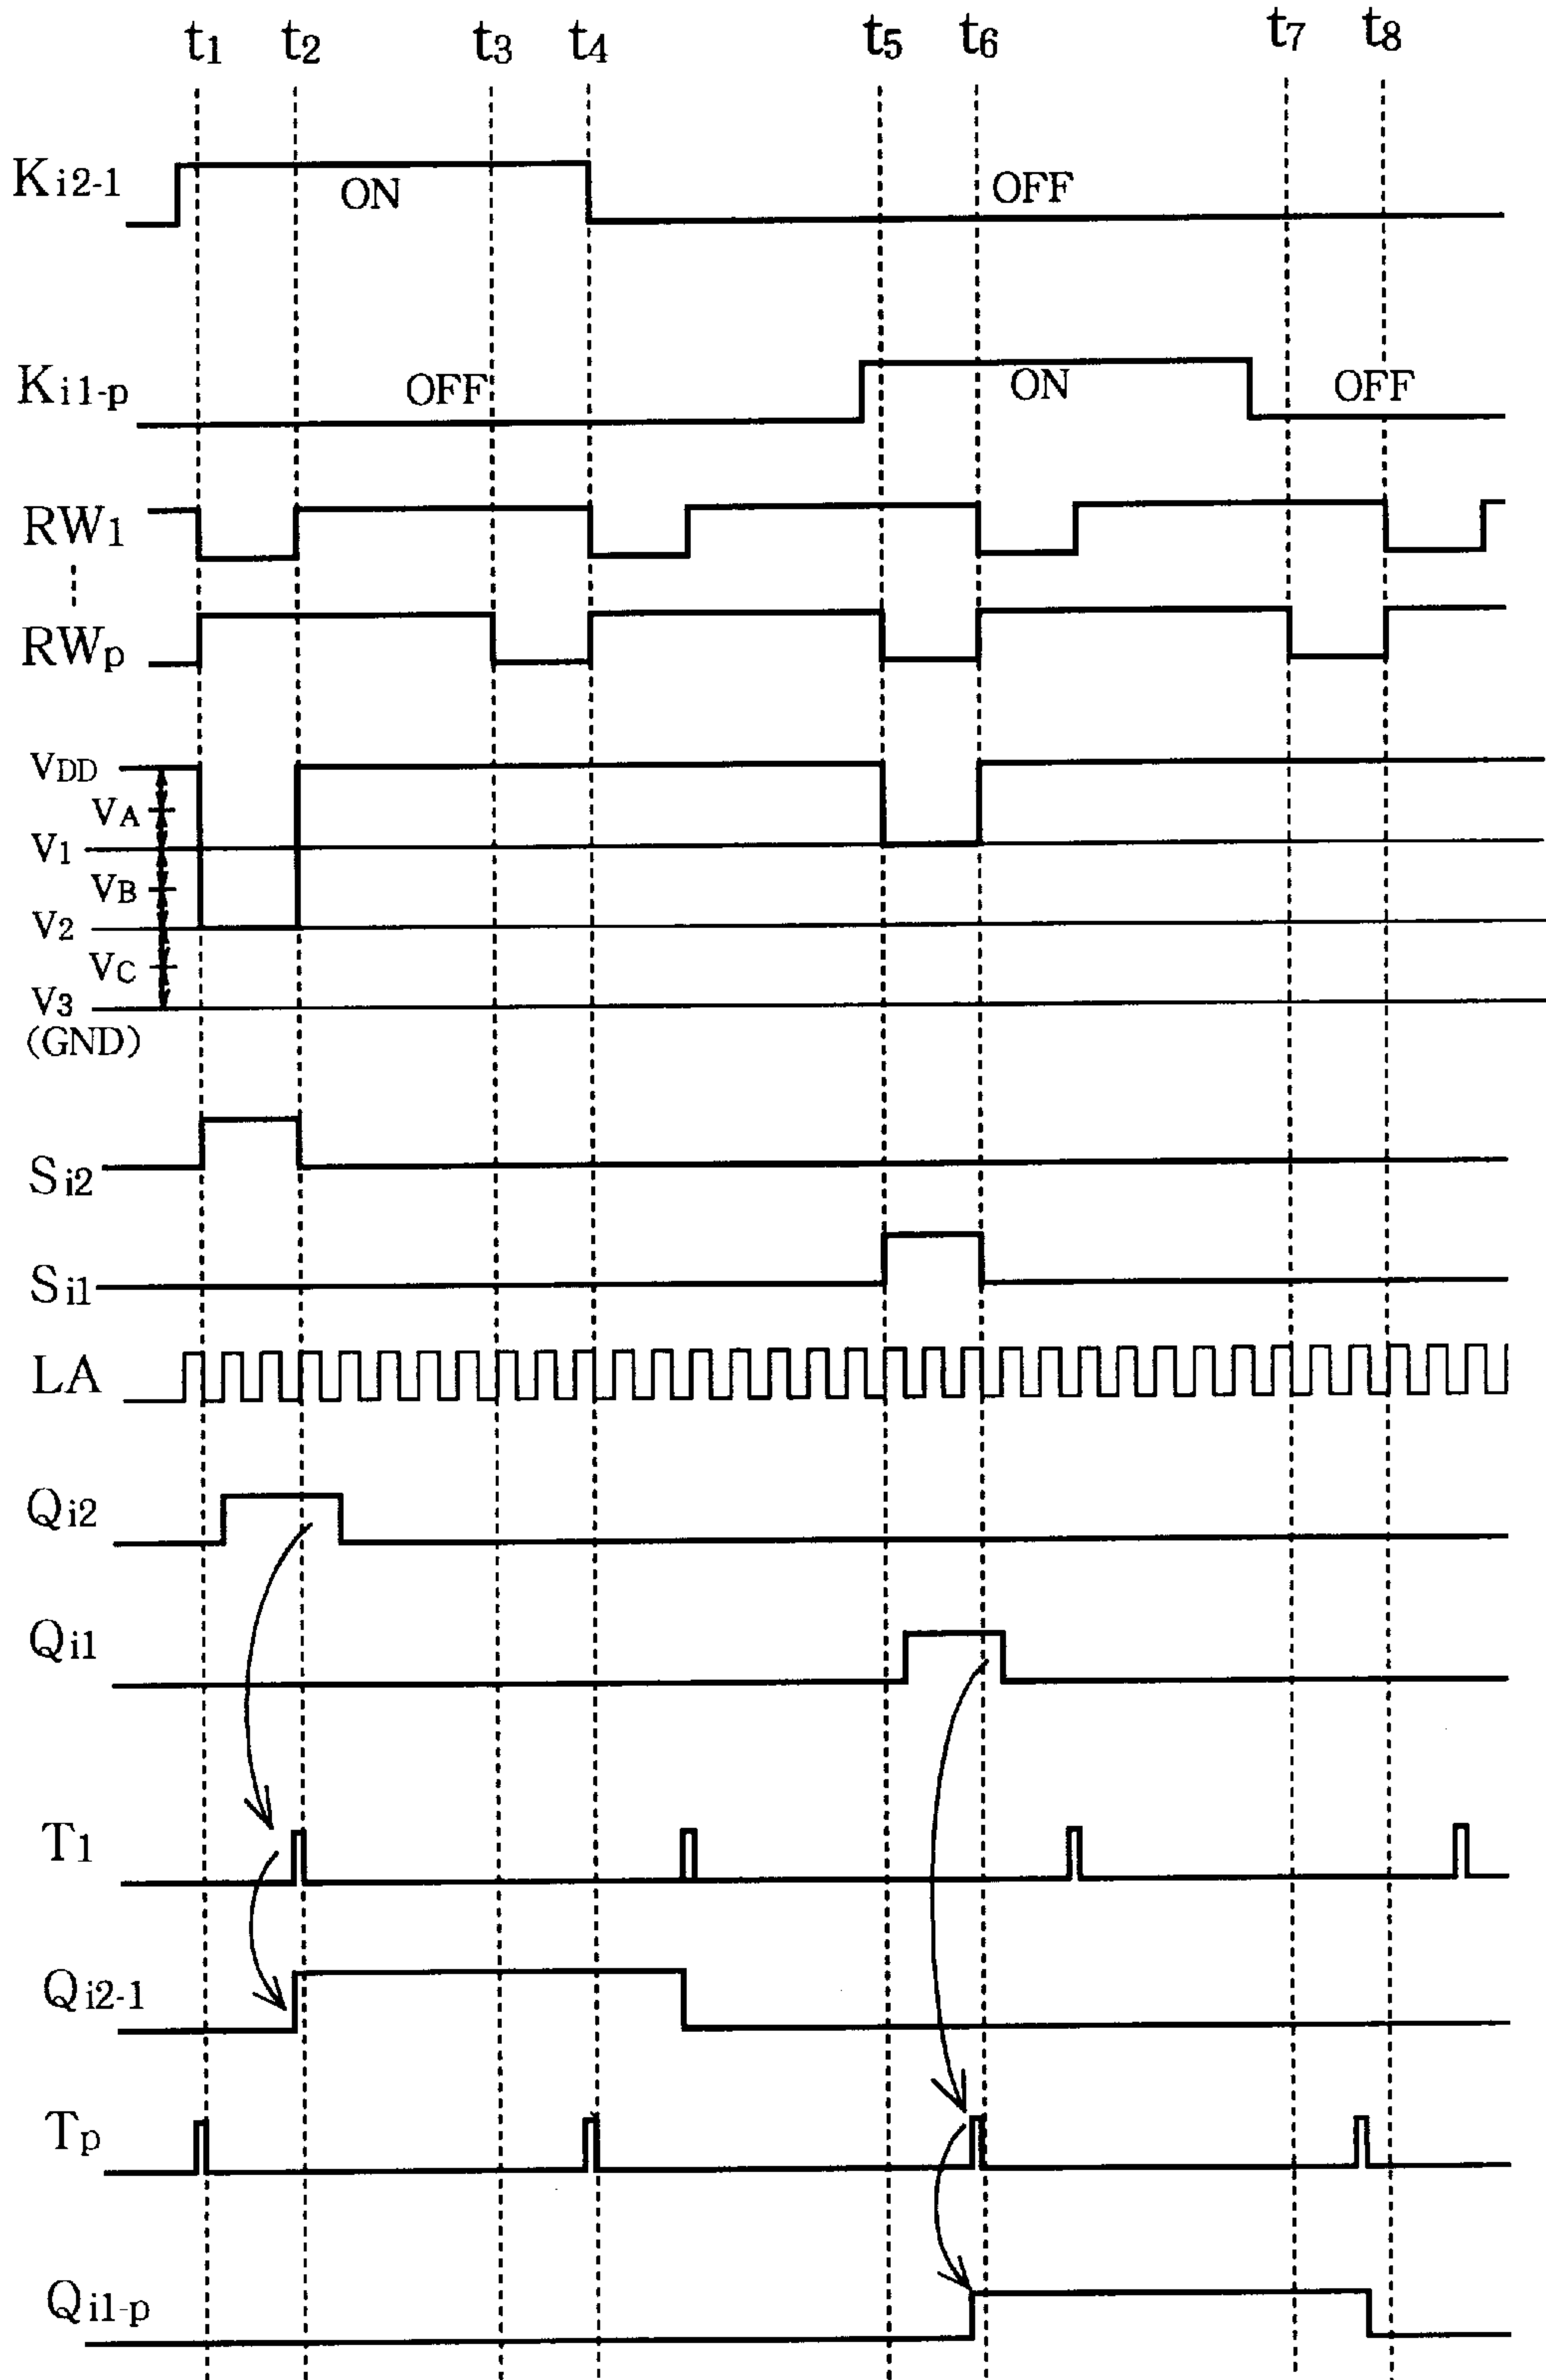 t1 t2 t3 t4 t5 t6 t7 t8
Ki2-1 ON OFF
Ki1-p OFF ON OFF
RW1
RWp
VDD
VA
V1
VB
V2
VC
V3
(GND)
Si2
Si1
LA
Qi2
Qi1
T1
Qi2-1
Tp
Qi1-p